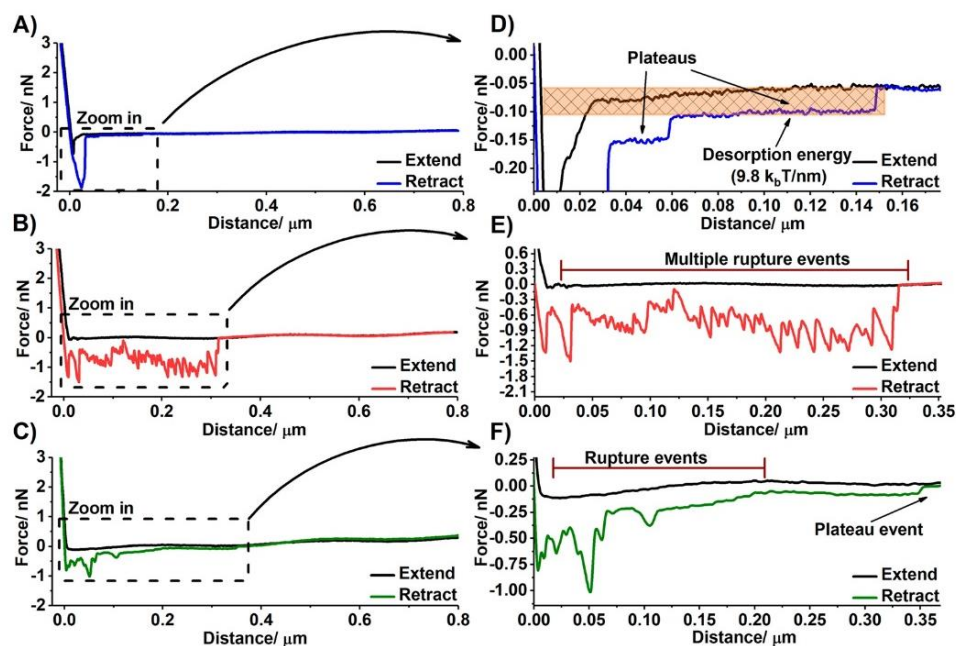 A)
3
2
1
0
-1
-2
Force/ nN
Zoom in
Extend
Retract
0.0 0.2 0.4 0.6 0.8
Distance/ μm
D)
0.00
-0.05
-0.10
-0.15
-0.20
Force/ nN
Plateaus
Desorption energy
(9.8 kbT/nm)
Extend
Retract
0.00 0.02 0.04 0.06 0.08 0.10 0.12 0.14 0.16
Distance/ μm
B)
3
2
1
0
-1
-2
Force/ nN
Zoom in
Extend
Retract
0.0 0.2 0.4 0.6 0.8
Distance/ μm
E)
0.6
0.3
0.0
-0.3
-0.6
-0.9
-1.2
-1.5
-1.8
-2.1
Force/ nN
Multiple rupture events
Extend
Retract
0.00 0.05 0.10 0.15 0.20 0.25 0.30 0.35
Distance/ μm
C)
3
2
1
0
-1
-2
Force/ nN
Zoom in
Extend
Retract
0.0 0.2 0.4 0.6 0.8
Distance/ μm
F)
0.25
0.00
-0.25
-0.50
-0.75
-1.00
Force/ nN
Rupture events
Plateau event
Extend
Retract
0.00 0.05 0.10 0.15 0.20 0.25 0.30 0.35
Distance/ μm